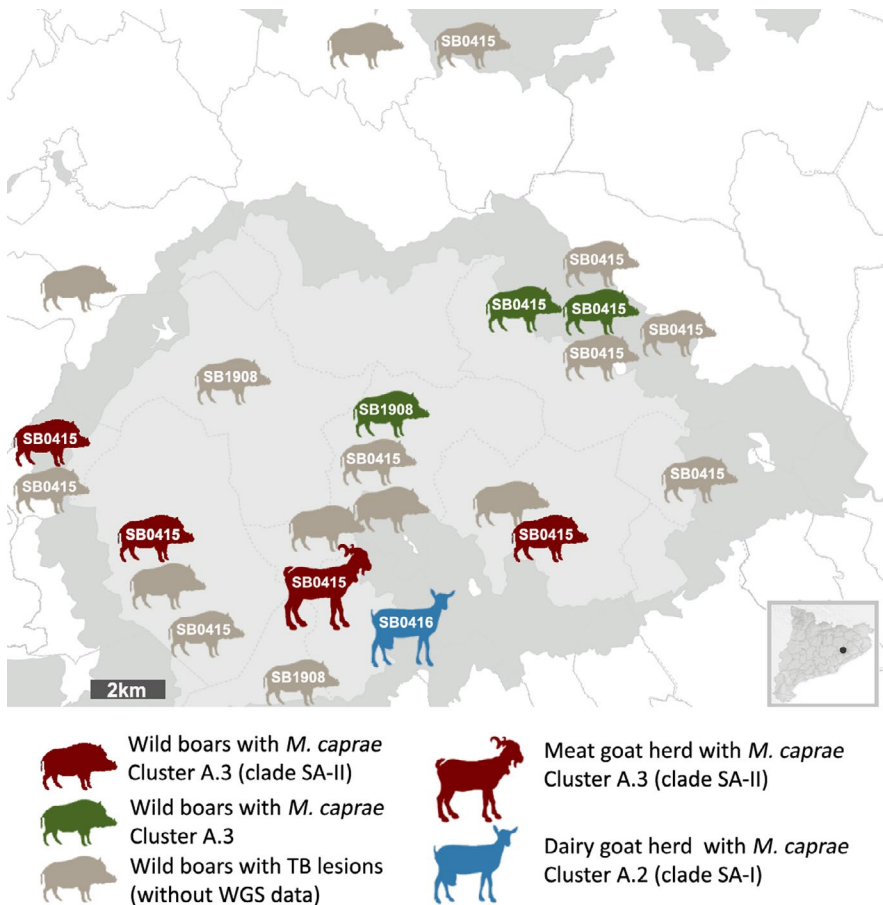 SB0415
SB0415
SB0415
SB0415
SB0415
SB0415
SB1908
SB1908
SB0415
SB0415
SB0415
SB0415
SB0415
SB0415
SB0415
SB0416
SB0415
SB1908
2km
Wild boars with M. caprae
Cluster A.3 (clade SA-II)
Wild boars with M. caprae
Cluster A.3
Wild boars with TB lesions
(without WGS data)
Meat goat herd with M. caprae
Cluster A.3 (clade SA-II)
Dairy goat herd with M. caprae
Cluster A.2 (clade SA-I)